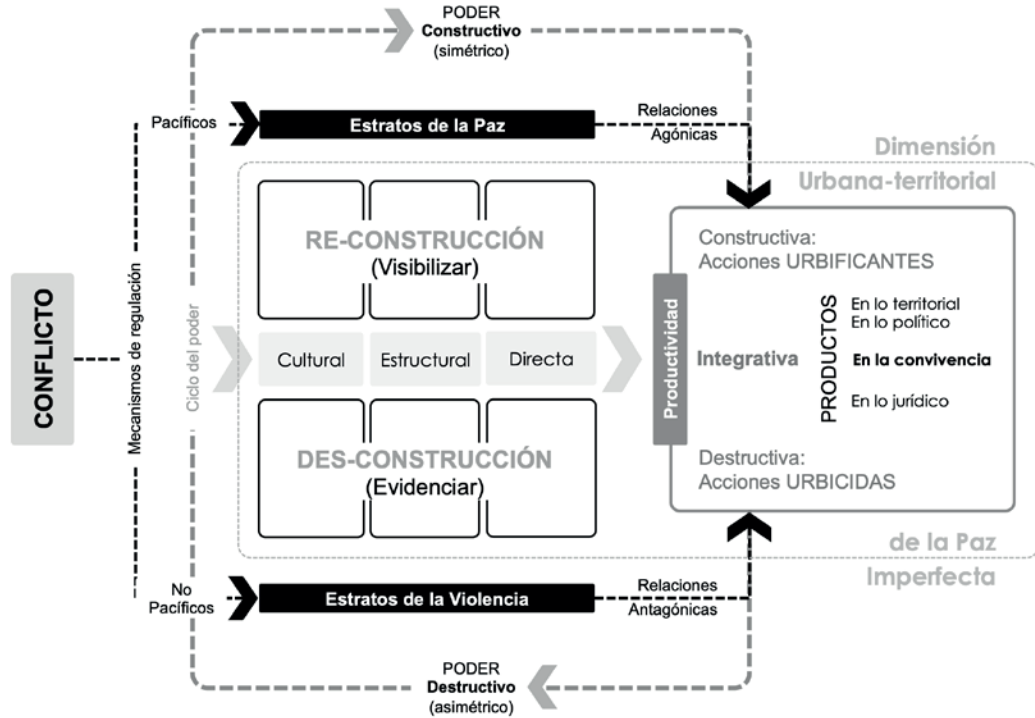 PODER
Constructivo
(simétrico)
Pacíficos
Estratos de la Paz
Relaciones
Agónicas
Dimensión
Urbana-territorial
CONFLICTO
Mecanismos de regulación
Ciclo del poder
RE-CONSTRUCCIÓN
(Visibilizar)
Cultural
Estructural
Directa
DES-CONSTRUCCIÓN
(Evidenciar)
Productividad
Constructiva:
Acciones URBIFICANTES
Integrativa
PRODUCTOS
En lo territorial
En lo político
En la convivencia
En lo jurídico
Destructiva:
Acciones URBICIDAS
de la Paz
Imperfecta
No
Pacíficos
Estratos de la Violencia
Relaciones
Antagónicas
PODER
Destructivo
(asimétrico)